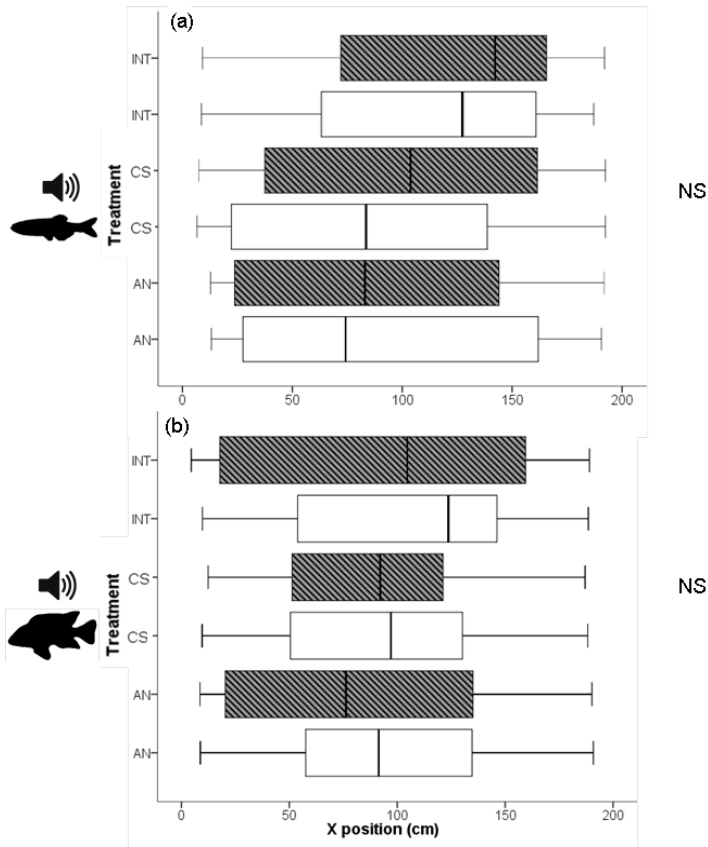 (a)
INT
INT
CS
CS
AN
AN
Treatment
NS
0 50 100 150 200
(b)
INT
INT
CS
CS
AN
AN
Treatment
NS
0 50 100 150 200
X position (cm)